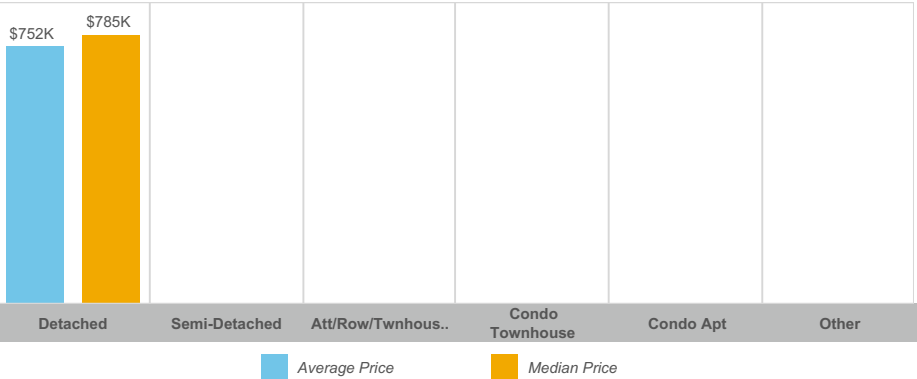 $752K
$785K
Detached
Semi-Detached
Att/Row/Twnhous..
Condo
Townhouse
Condo Apt
Other
Average Price
Median Price